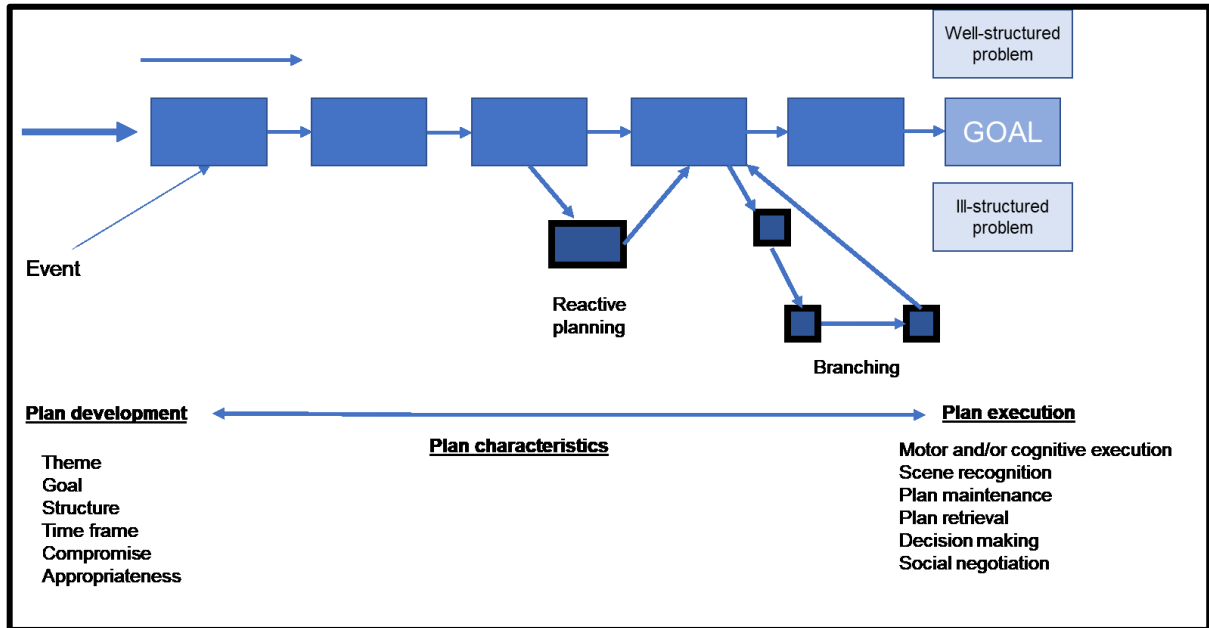 Well-structured
problem
GOAL
Ill-structured
problem
Event
Reactive
planning
Branching
Plan development
Plan execution
Plan characteristics
Theme
Goal
Structure
Time frame
Compromise
Appropriateness
Motor and/or cognitive execution
Scene recognition
Plan maintenance
Plan retrieval
Decision making
Social negotiation